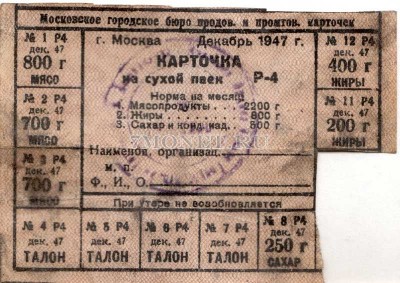 Московское городское бюро продов. и промтов. карточек
№ 1 Р4
дек. 47
800 г
МЯСО
г. Москва Декабрь 1947 г.
КАРТОЧКА
на сухой паек Р-4
Норма на месяц
1. Мясопродукты 2200 г
2. Жиры 600 г
3. Сахар и конд. изд. 500 г
Наименов. организац.
м. п.
Ф., И., О.
При утере не возобновляется
№ 12 Р4
дек. 47
400 г
ЖИРЫ
№ 2 Р4
дек. 47
700 г
МЯСО
№ 11 Р4
дек. 47
200 г
ЖИРЫ
№ 3 Р4
дек. 47
700 г
МЯСО
№ 4 Р4
дек. 47
ТАЛОН
№ 5 Р4
дек. 47
ТАЛОН
№ 6 Р4
дек. 47
ТАЛОН
№ 7 Р4
дек. 47
ТАЛОН
№ 8 Р4
дек. 47
250 г
САХАР